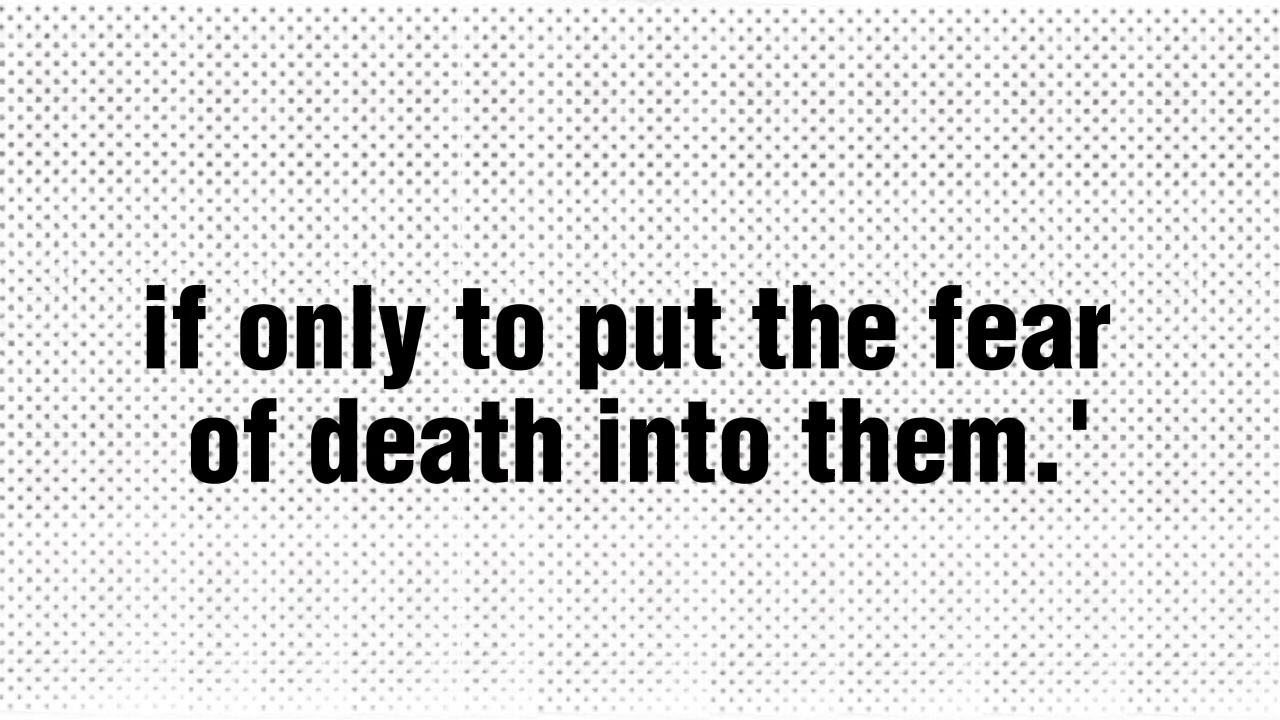 if only to put the fear
of death into them.'